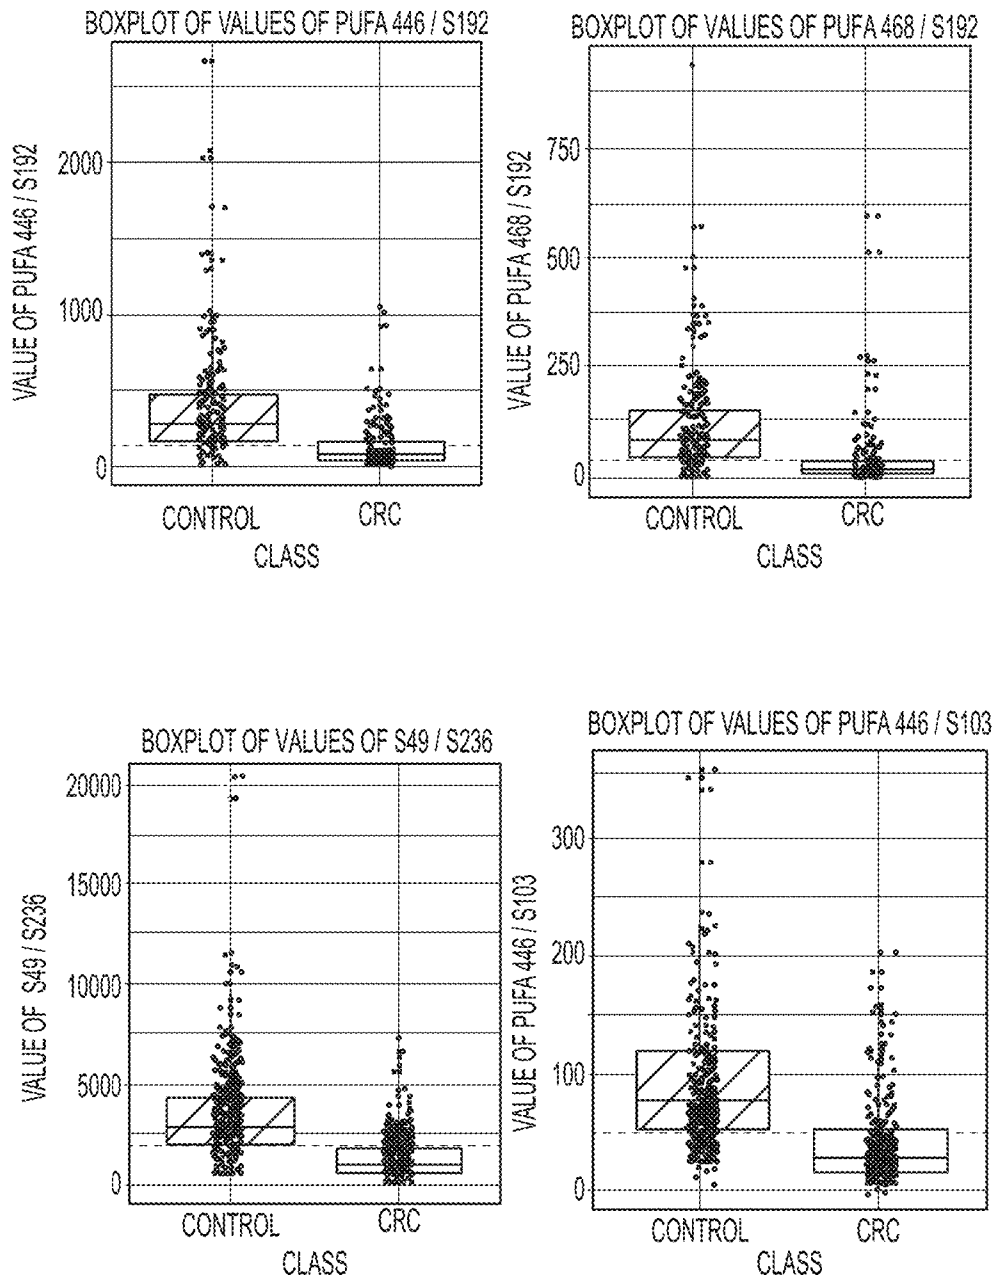 BOXPLOT OF VALUES OF PUFA 446 / S192
VALUE OF PUFA 446 / S192
2000
1000
0
CONTROL CRC
CLASS
BOXPLOT OF VALUES OF PUFA 468 / S192
VALUE OF PUFA 468 / S192
750
500
250
0
CONTROL CRC
CLASS
BOXPLOT OF VALUES OF S49 / S236
VALUE OF S49 / S236
20000
15000
10000
5000
0
CONTROL CRC
CLASS
BOXPLOT OF VALUES OF PUFA 446 / S103
VALUE OF PUFA 446 / S103
300
200
100
0
CONTROL CRC
CLASS